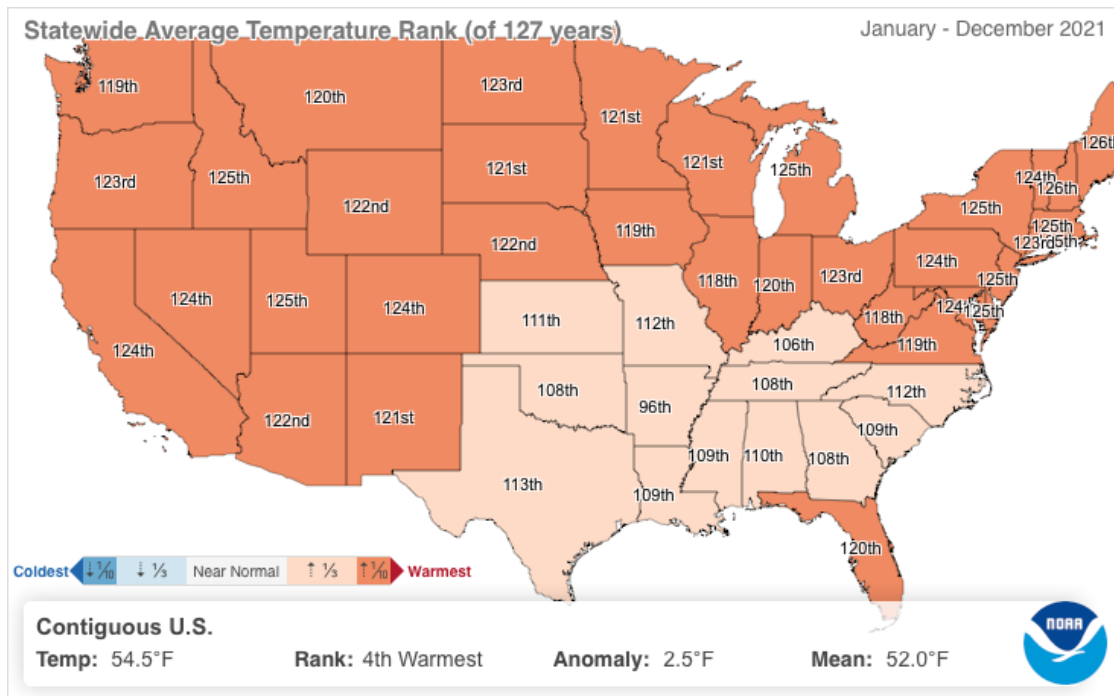 Statewide Average Temperature Rank (of 127 years)
January - December 2021
119th
120th
123rd
121st
126th
123rd
125th
121st
121st
125th
124th
126th
122nd
125th
125th
122nd
119th
123rd
124th
118th
120th
123rd
125th
124th
125th
124th
125th
124th
111th
112th
118th
119th
124th
106th
122nd
121st
108th
96th
108th
112th
109th
113th
109th
109th
110th
108th
120th
Coldest
↓ 1/10
↓ ⅓
Near Normal
↑ ⅓
↑ 1/10
Warmest
Contiguous U.S.
Temp: 54.5°F
Rank: 4th Warmest
Anomaly: 2.5°F
Mean: 52.0°F
NOAA